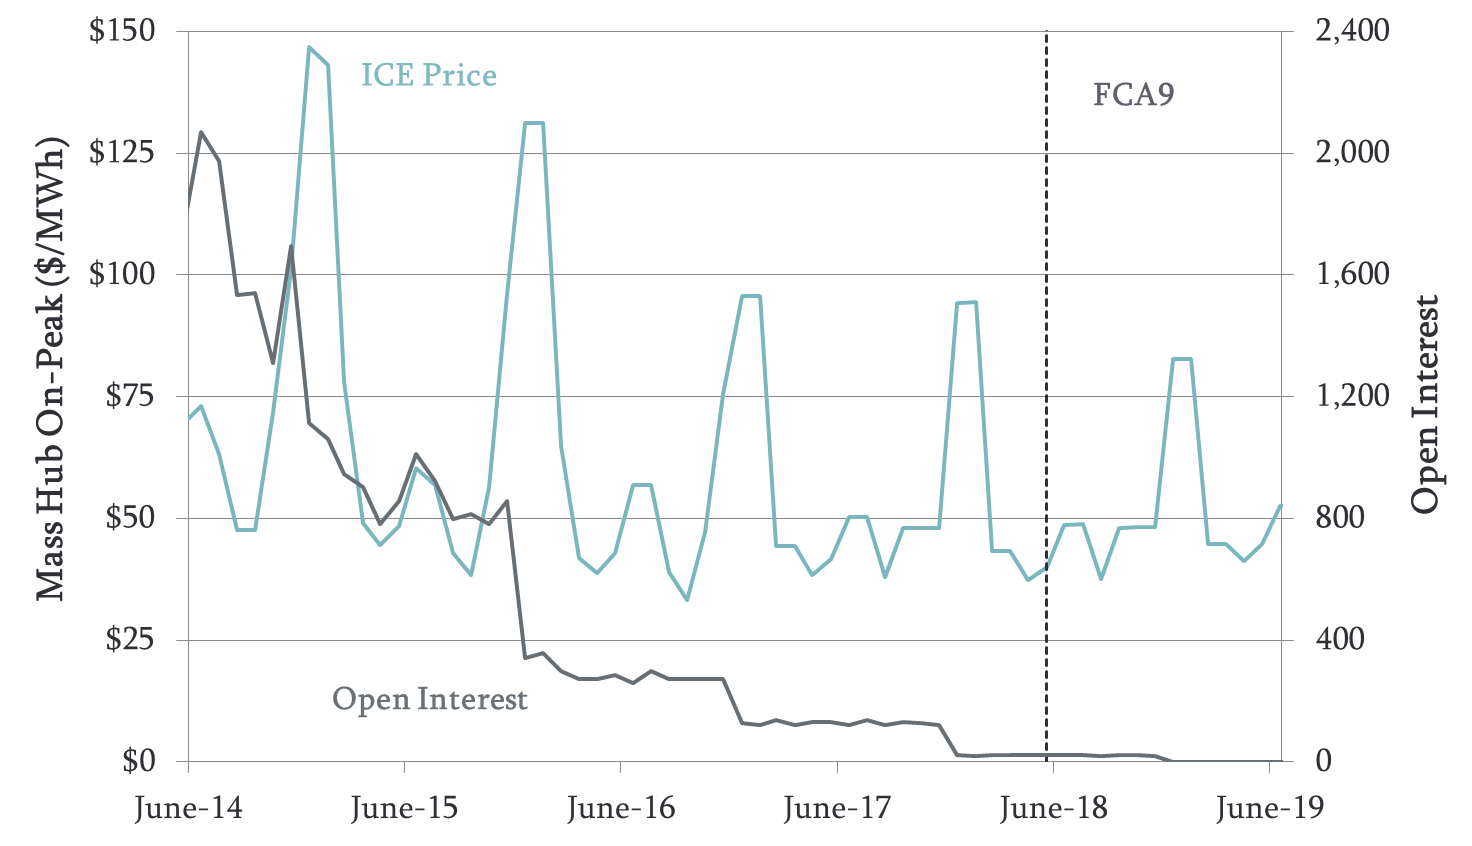 $150
$125
$100
$75
$50
$25
$0
Mass Hub On-Peak ($/MWh)
ICE Price
FCA9
Open Interest
2,400
2,000
1,600
1,200
800
400
0
Open Interest
June-14
June-15
June-16
June-17
June-18
June-19